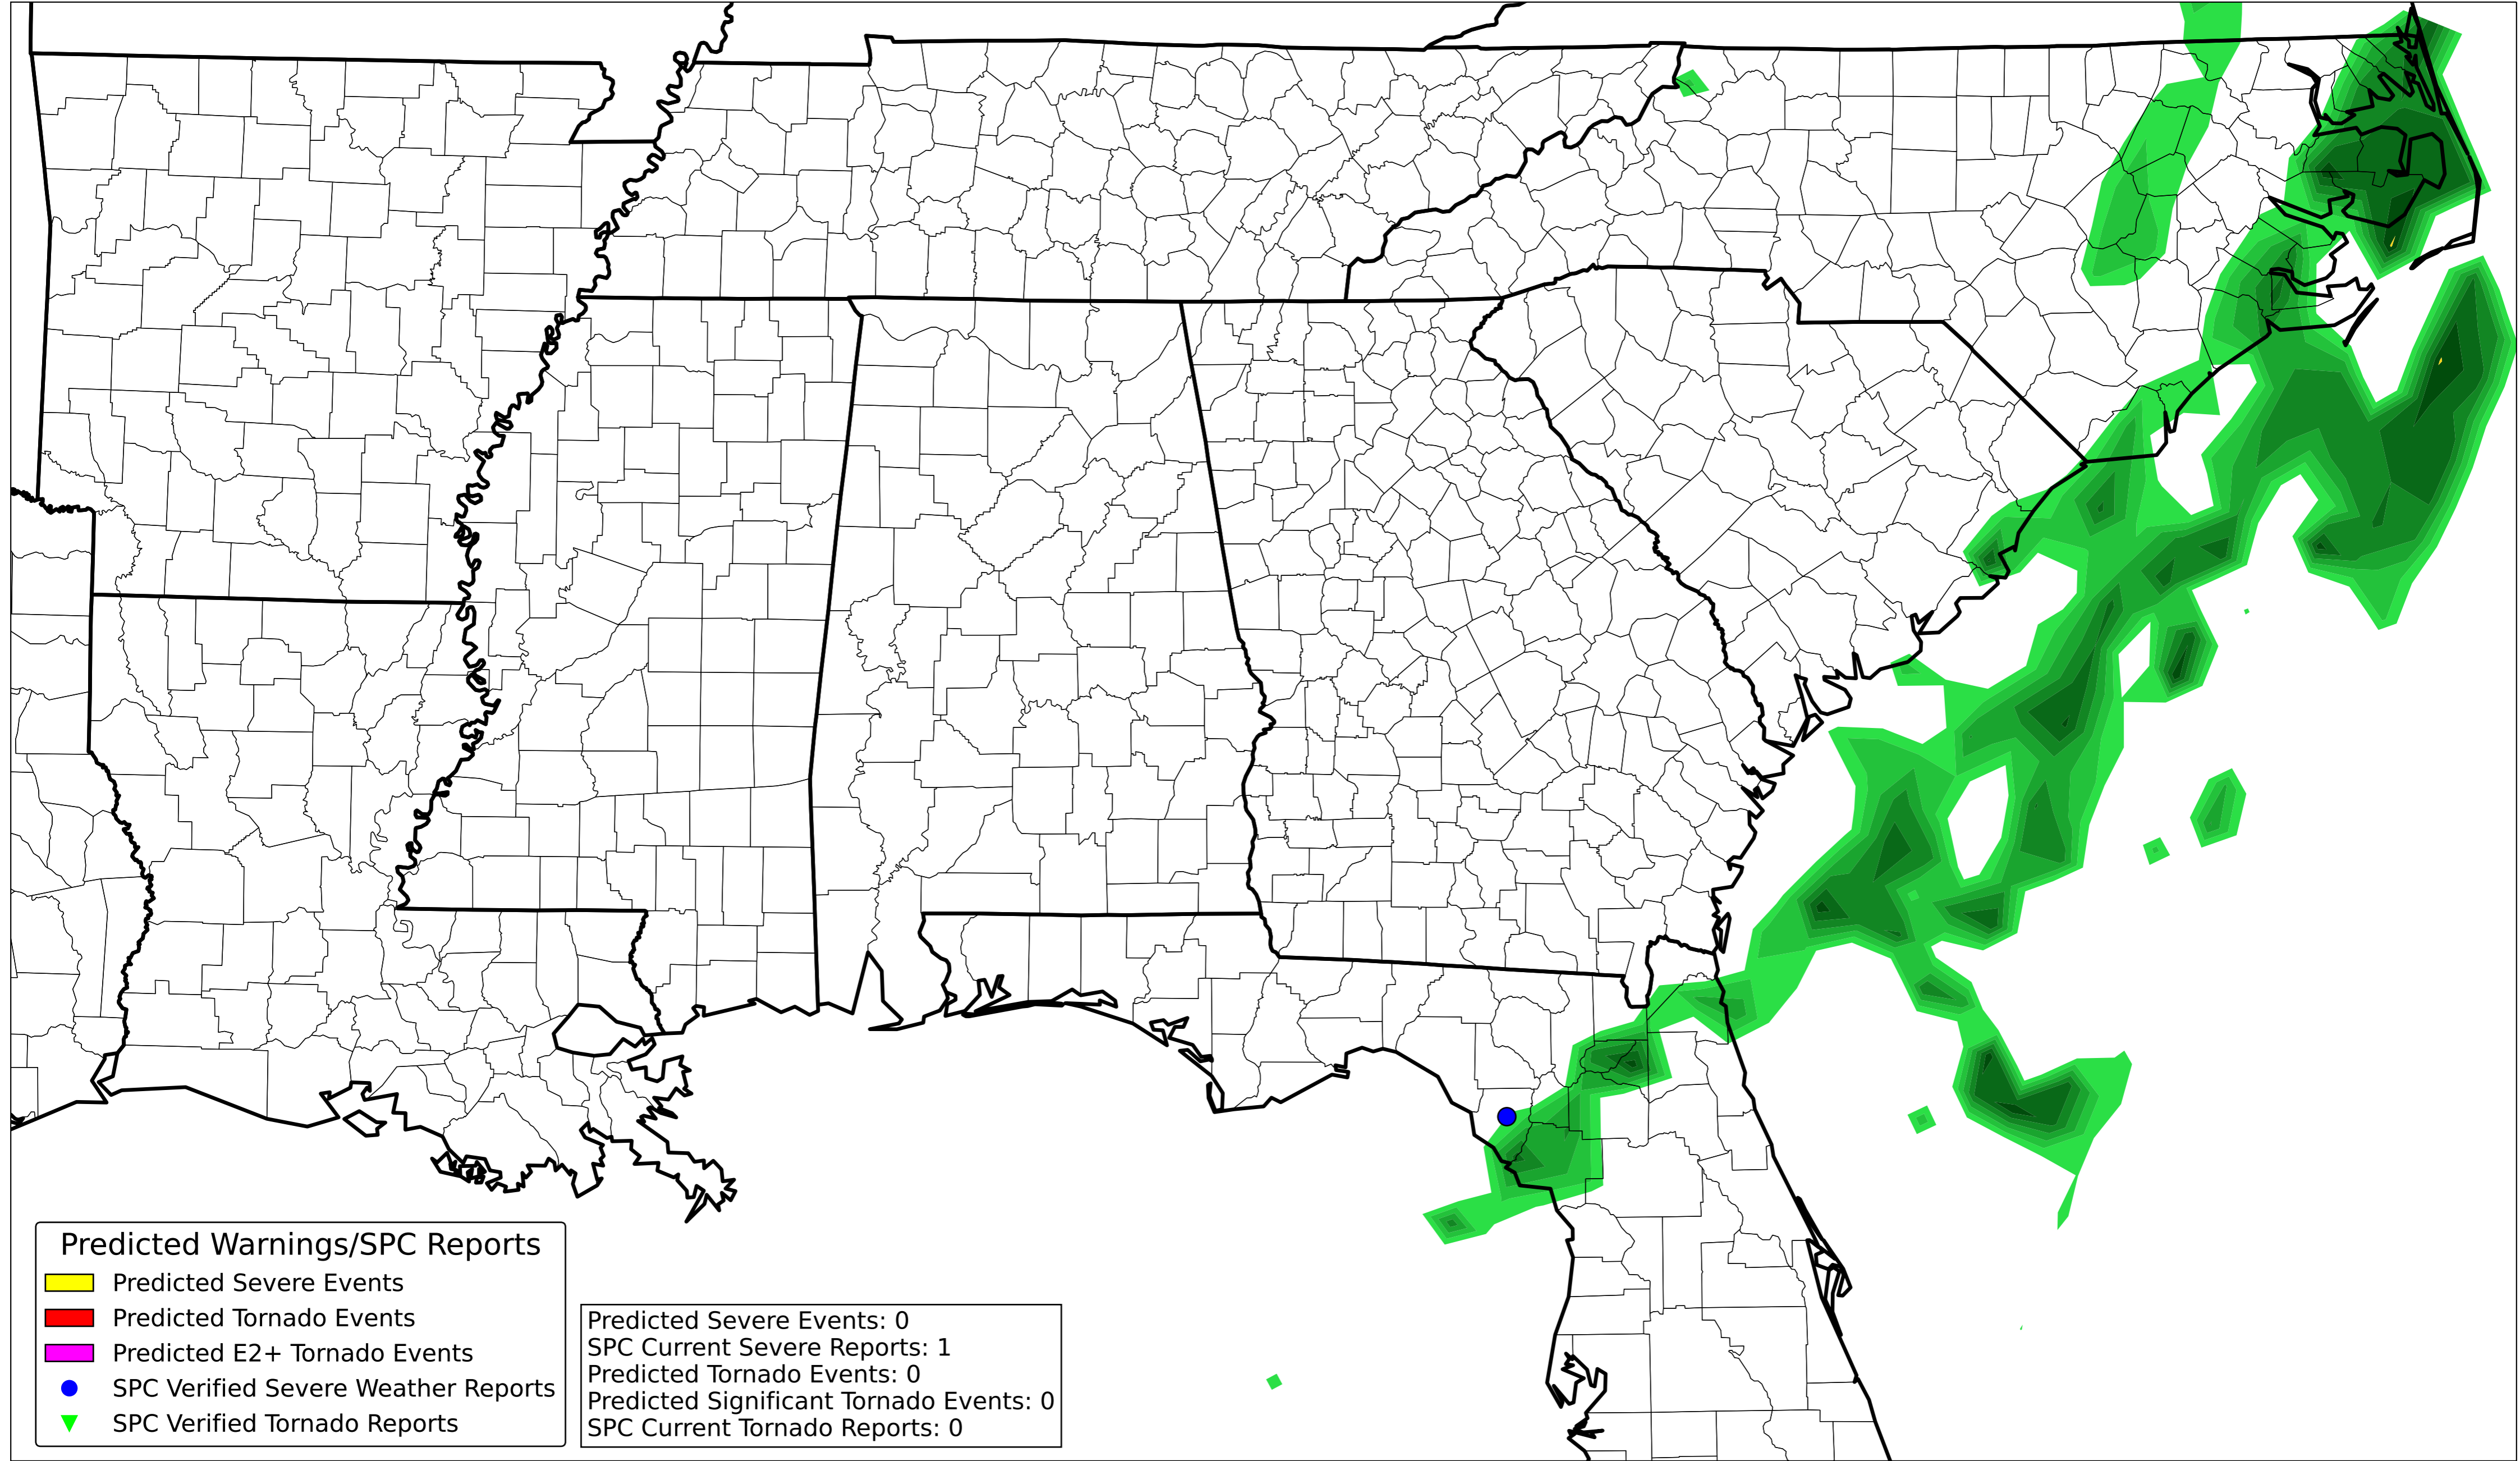 Predicted Warnings/SPC Reports
Predicted Severe Events
Predicted Tornado Events
Predicted E2+ Tornado Events
SPC Verified Severe Weather Reports
SPC Verified Tornado Reports
Predicted Severe Events: 0
SPC Current Severe Reports: 1
Predicted Tornado Events: 0
Predicted Significant Tornado Events: 0
SPC Current Tornado Reports: 0